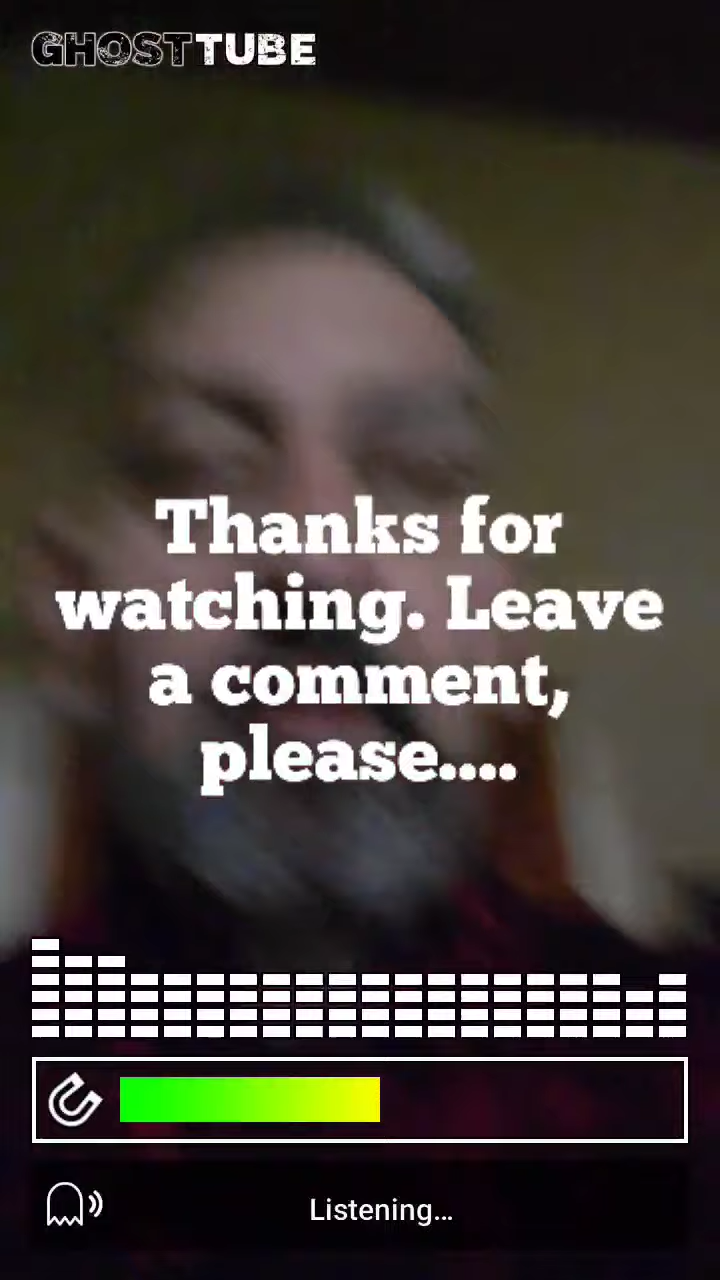 GHOSTTUBE
Thanks for
watching. Leave
a comment,
please....
Listening...